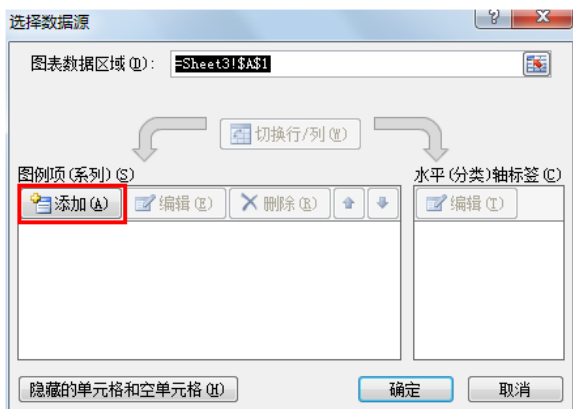 选择数据源
图表数据区域(D): =Sheet3!$A$1
切换行/列(W)
图例项(系列)(S)
水平(分类)轴标签(C)
添加(A) 编辑(E) 删除(R) 编辑(T)
隐藏的单元格和空单元格(H) 确定 取消